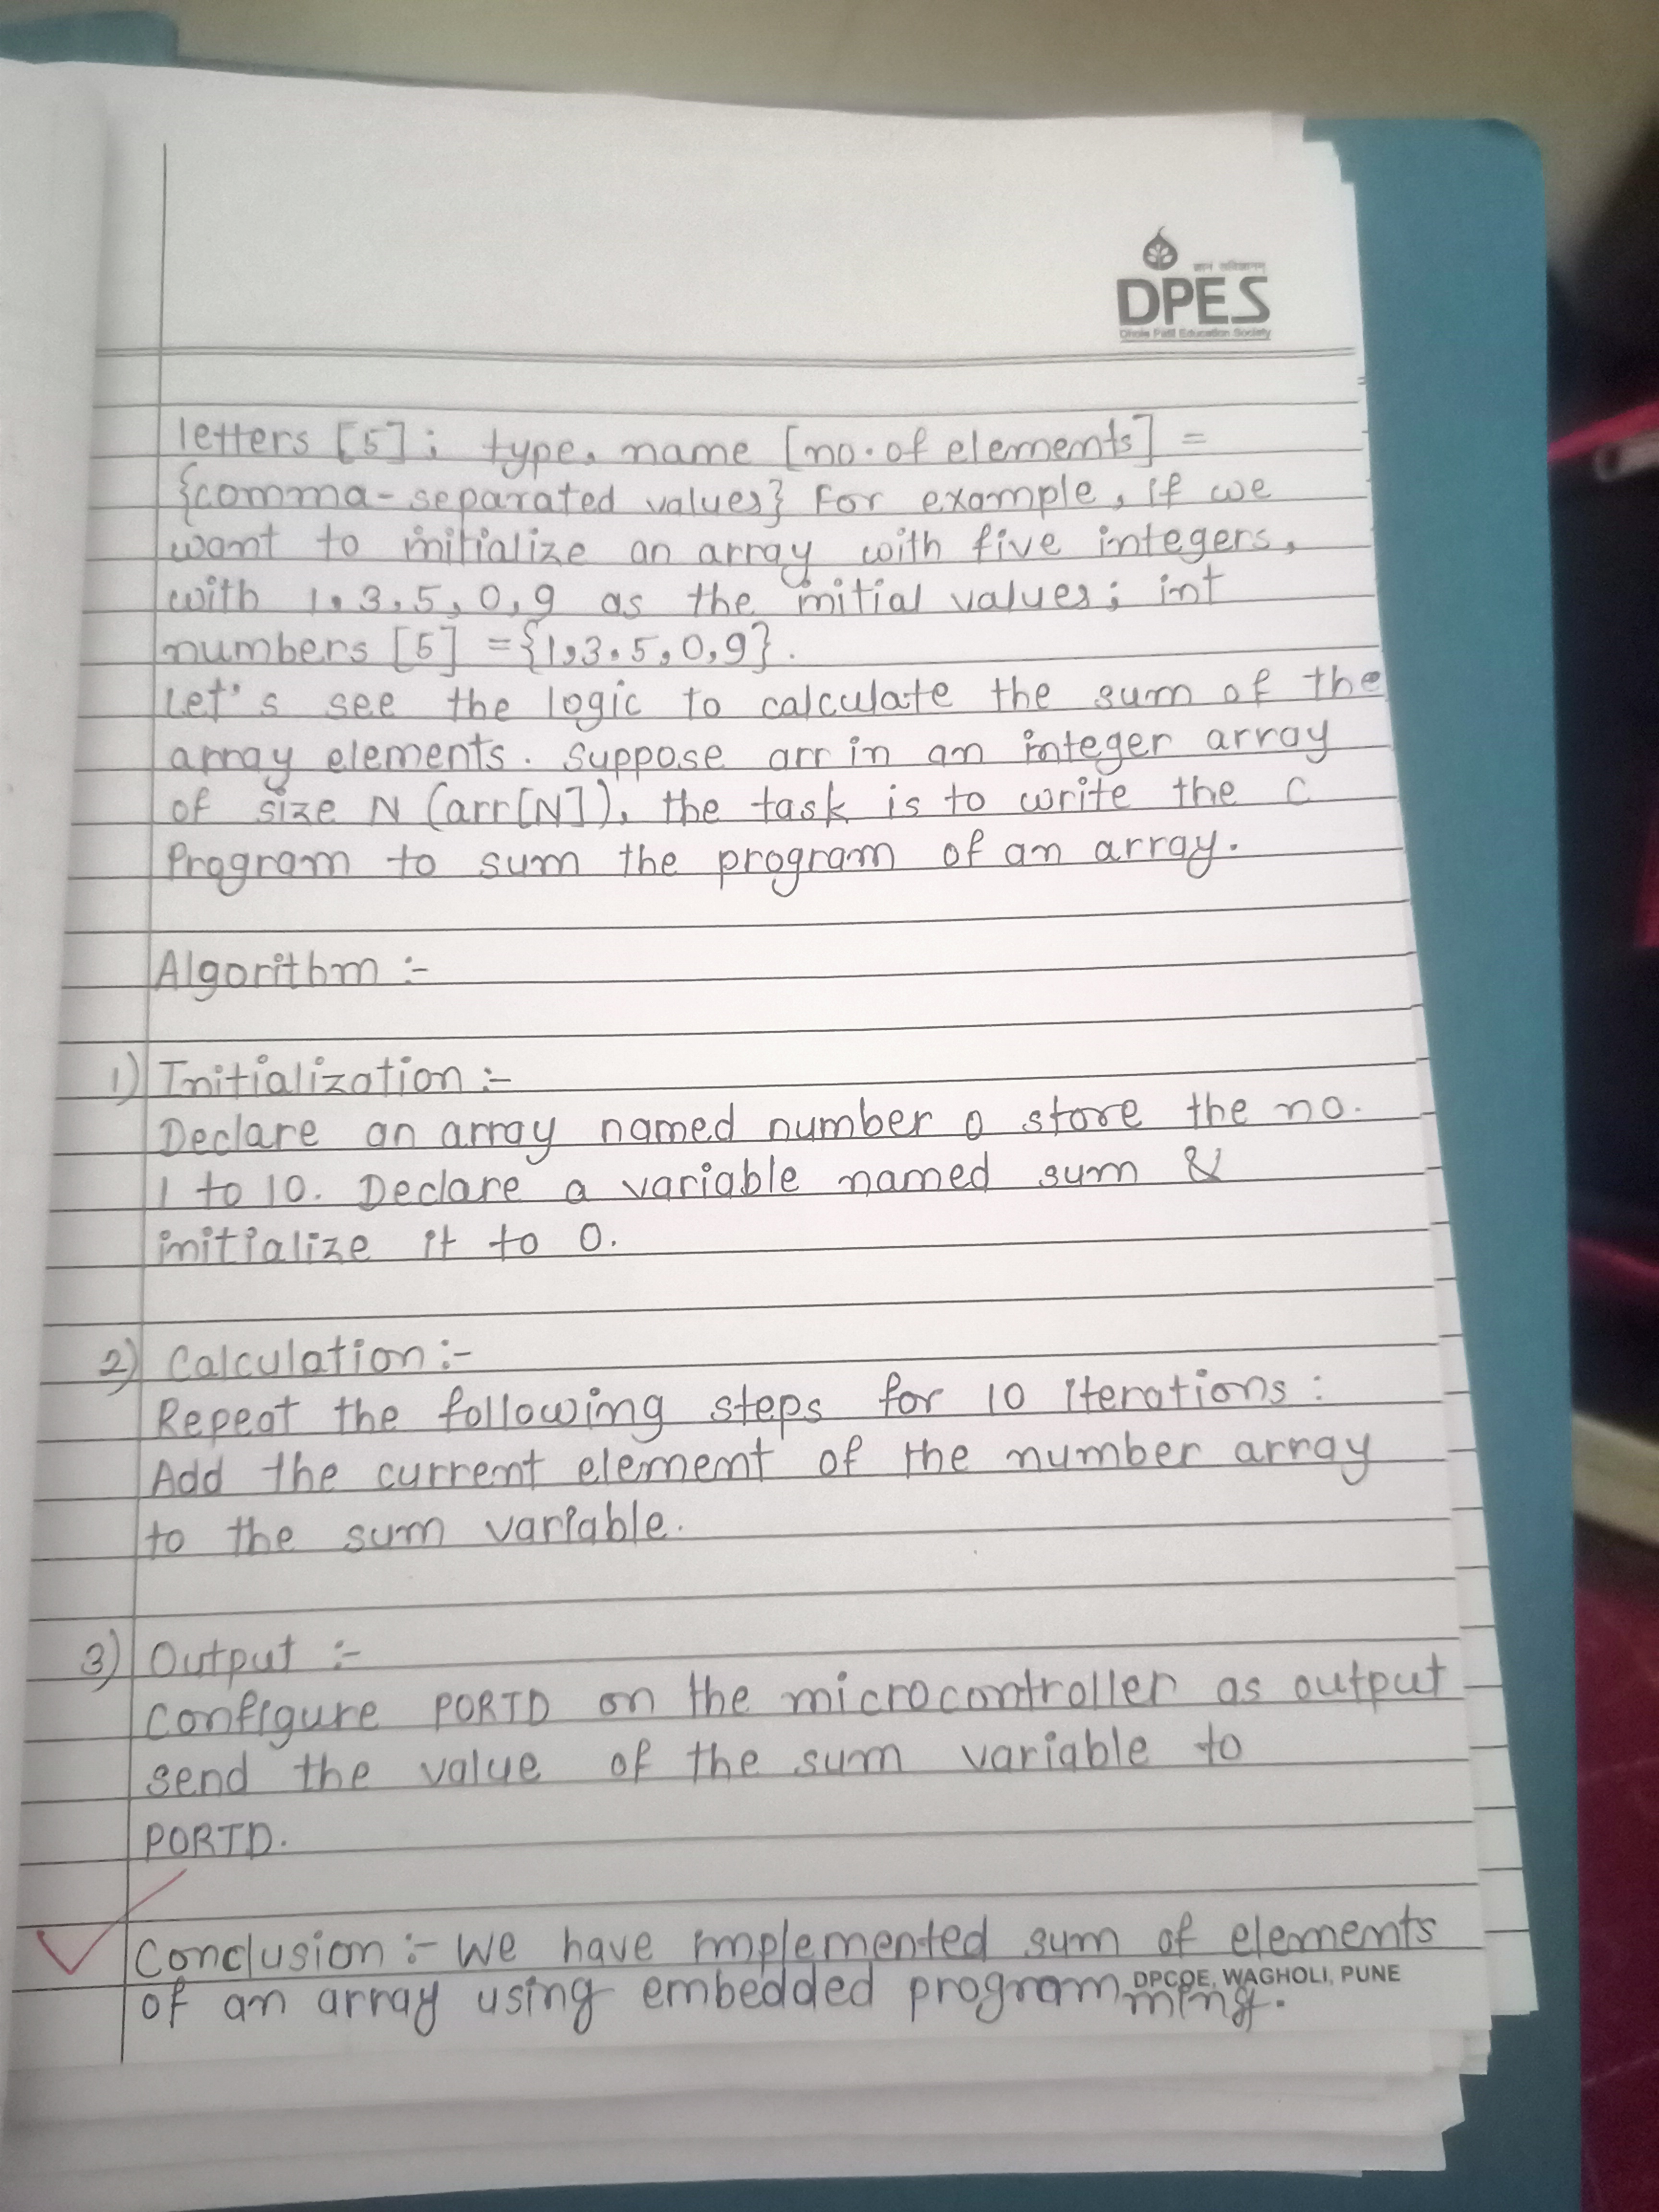 DPES
Dhole Patil Education Society
letters [5]; type, name [no. of elements] =
{comma-separated values} For example, if we
want to initialize an array with five integers,
with 1, 3, 5, 0, 9 as the initial values; int
numbers [5] = {1,3,5,0,9}.
Let's see the logic to calculate the sum of the
array elements. Suppose arr in an integer array
of size N (arr[N]), the task is to write the C
Program to sum the program of an array.
Algorithm :-
1) Initialization :-
Declare an array named number o store the no.
1 to 10. Declare a variable named sum &
initialize it to 0.
2) Calculation :-
Repeat the following steps for 10 iterations :
Add the current element of the number array
to the sum variable.
3) Output :-
Configure PORTD on the microcontroller as output
send the value of the sum variable to
PORTD.
Conclusion :- We have implemented sum of elements
of an array using embedded programming.
DPCOE, WAGHOLI, PUNE